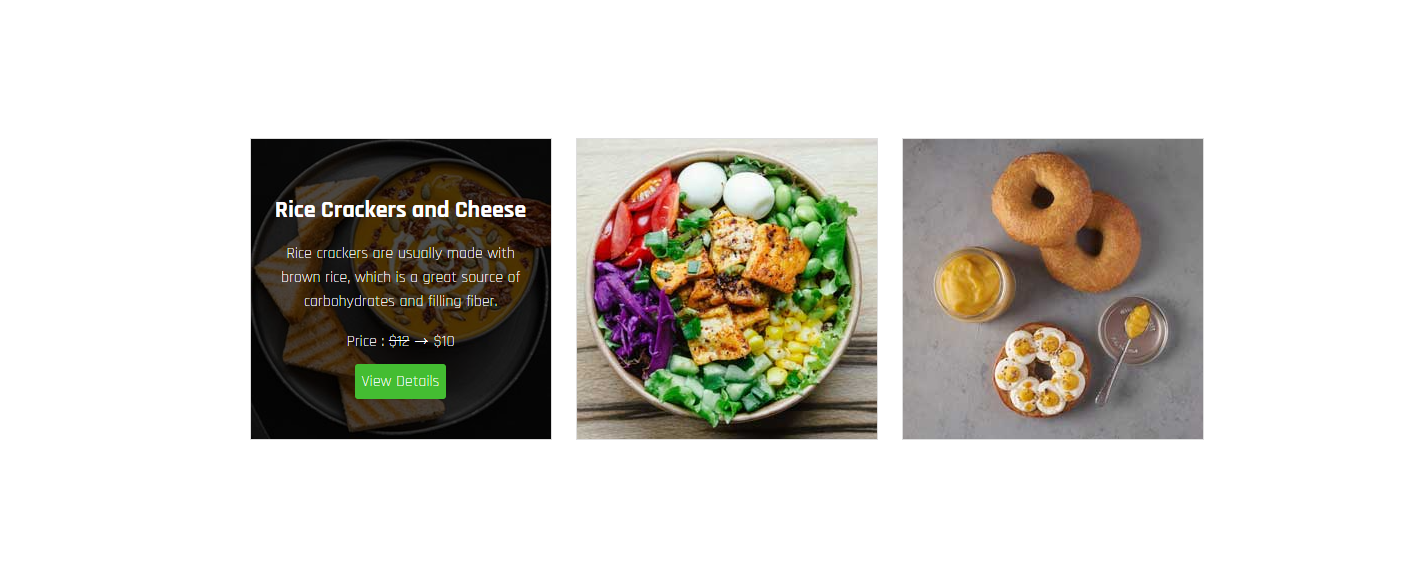 Rice Crackers and Cheese
Rice crackers are usually made with
brown rice, which is a great source of
carbohydrates and filling fiber.
Price : $12 → $10
View Details